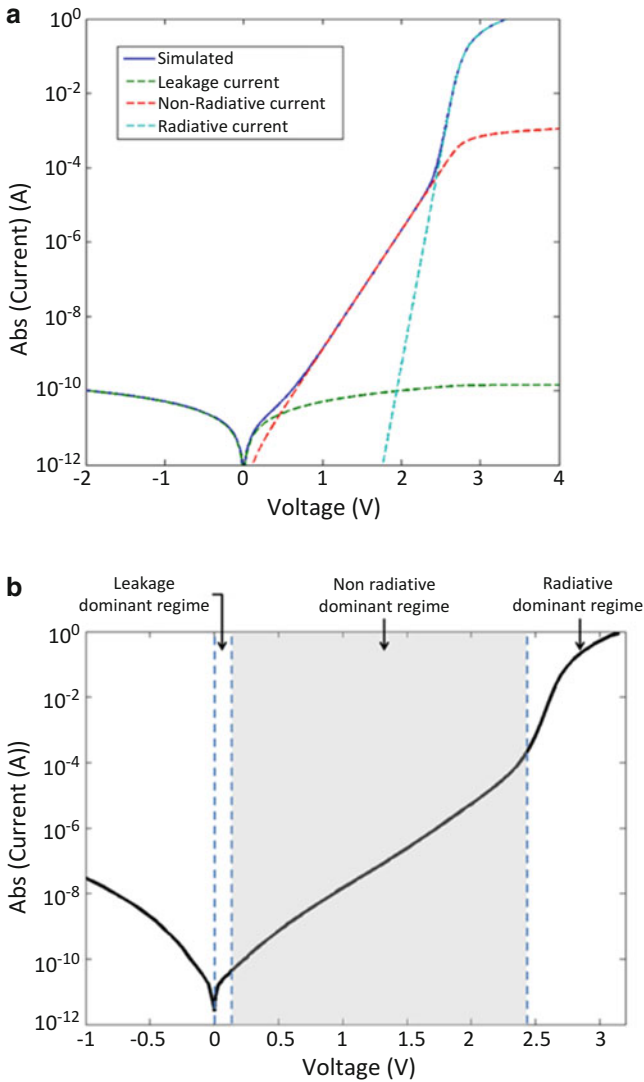 a
Abs (Current) (A)
10^0
10^-2
10^-4
10^-6
10^-8
10^-10
10^-12
Simulated
Leakage current
Non-Radiative current
Radiative current
-2 -1 0 1 2 3 4
Voltage (V)
b
Leakage
dominant regime
Non radiative
dominant regime
Radiative
dominant regime
Abs (Current (A))
10^0
10^-2
10^-4
10^-6
10^-8
10^-10
10^-12
-1 -0.5 0 0.5 1 1.5 2 2.5 3
Voltage (V)